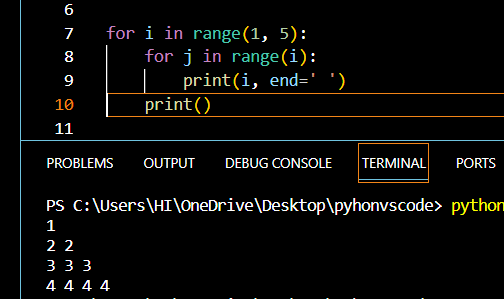 6
7 for i in range(1, 5):
8 for j in range(i):
9 print(i, end=' ')
10 print()
11
PROBLEMS OUTPUT DEBUG CONSOLE TERMINAL PORTS
PS C:\Users\HI\OneDrive\Desktop\pyhonvscode> python
1
2 2
3 3 3
4 4 4 4